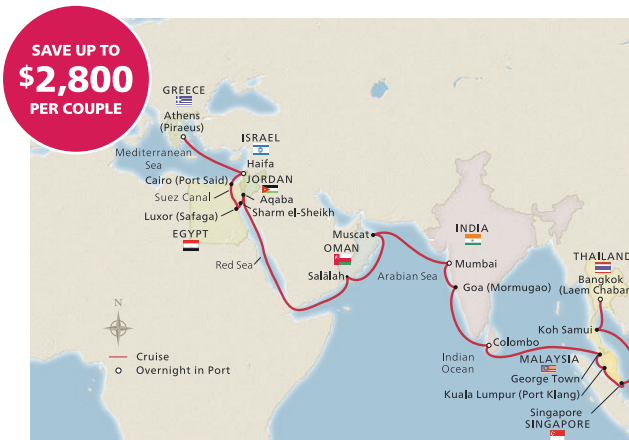 SAVE UP TO
$2,800
PER COUPLE
GREECE
Athens
(Piraeus)
Mediterranean
Sea
ISRAEL
Haifa
Cairo (Port Said)
JORDAN
Suez Canal
Aqaba
Luxor (Safaga)
Sharm el-Sheikh
EGYPT
Red Sea
Muscat
OMAN
Salālah
Arabian Sea
INDIA
Mumbai
Goa (Mormugao)
THAILAND
Bangkok
(Laem Chaban
Koh Samui
Colombo
Indian
Ocean
MALAYSIA
George Town
Kuala Lumpur (Port Klang)
Singapore
SINGAPORE
N
Cruise
Overnight in Port